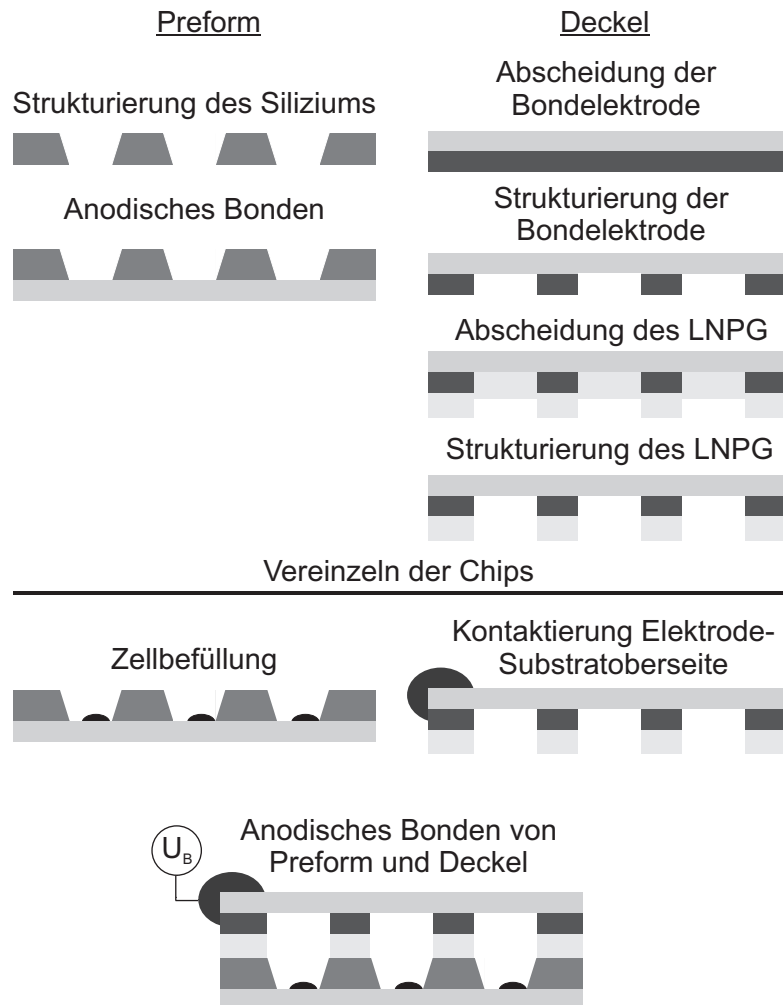 Preform
Strukturierung des Siliziums
Anodisches Bonden
Deckel
Abscheidung der
Bondelektrode
Strukturierung der
Bondelektrode
Abscheidung des LNPG
Strukturierung des LNPG
Vereinzeln der Chips
Zellbefüllung
Kontaktierung Elektrode-
Substratoberseite
U_B
Anodisches Bonden von
Preform und Deckel